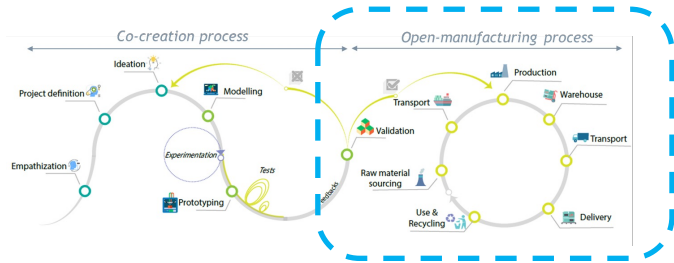 Co-creation process
Open-manufacturing process
Ideation
Production
Project definition
Modelling
Warehouse
Transport
Validation
Transport
Experimentation
Empathization
Tests
Raw material
sourcing
Prototyping
Use &
Recycling
Delivery